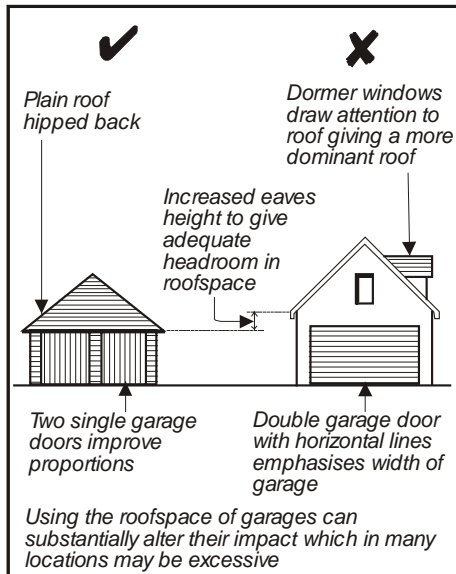 Plain roof
hipped back
Dormer windows
draw attention to
roof giving a more
dominant roof
Increased eaves
height to give
adequate
headroom in
roofspace
Two single garage
doors improve
proportions
Double garage door
with horizontal lines
emphasises width of
garage
Using the roofspace of garages can
substantially alter their impact which in many
locations may be excessive